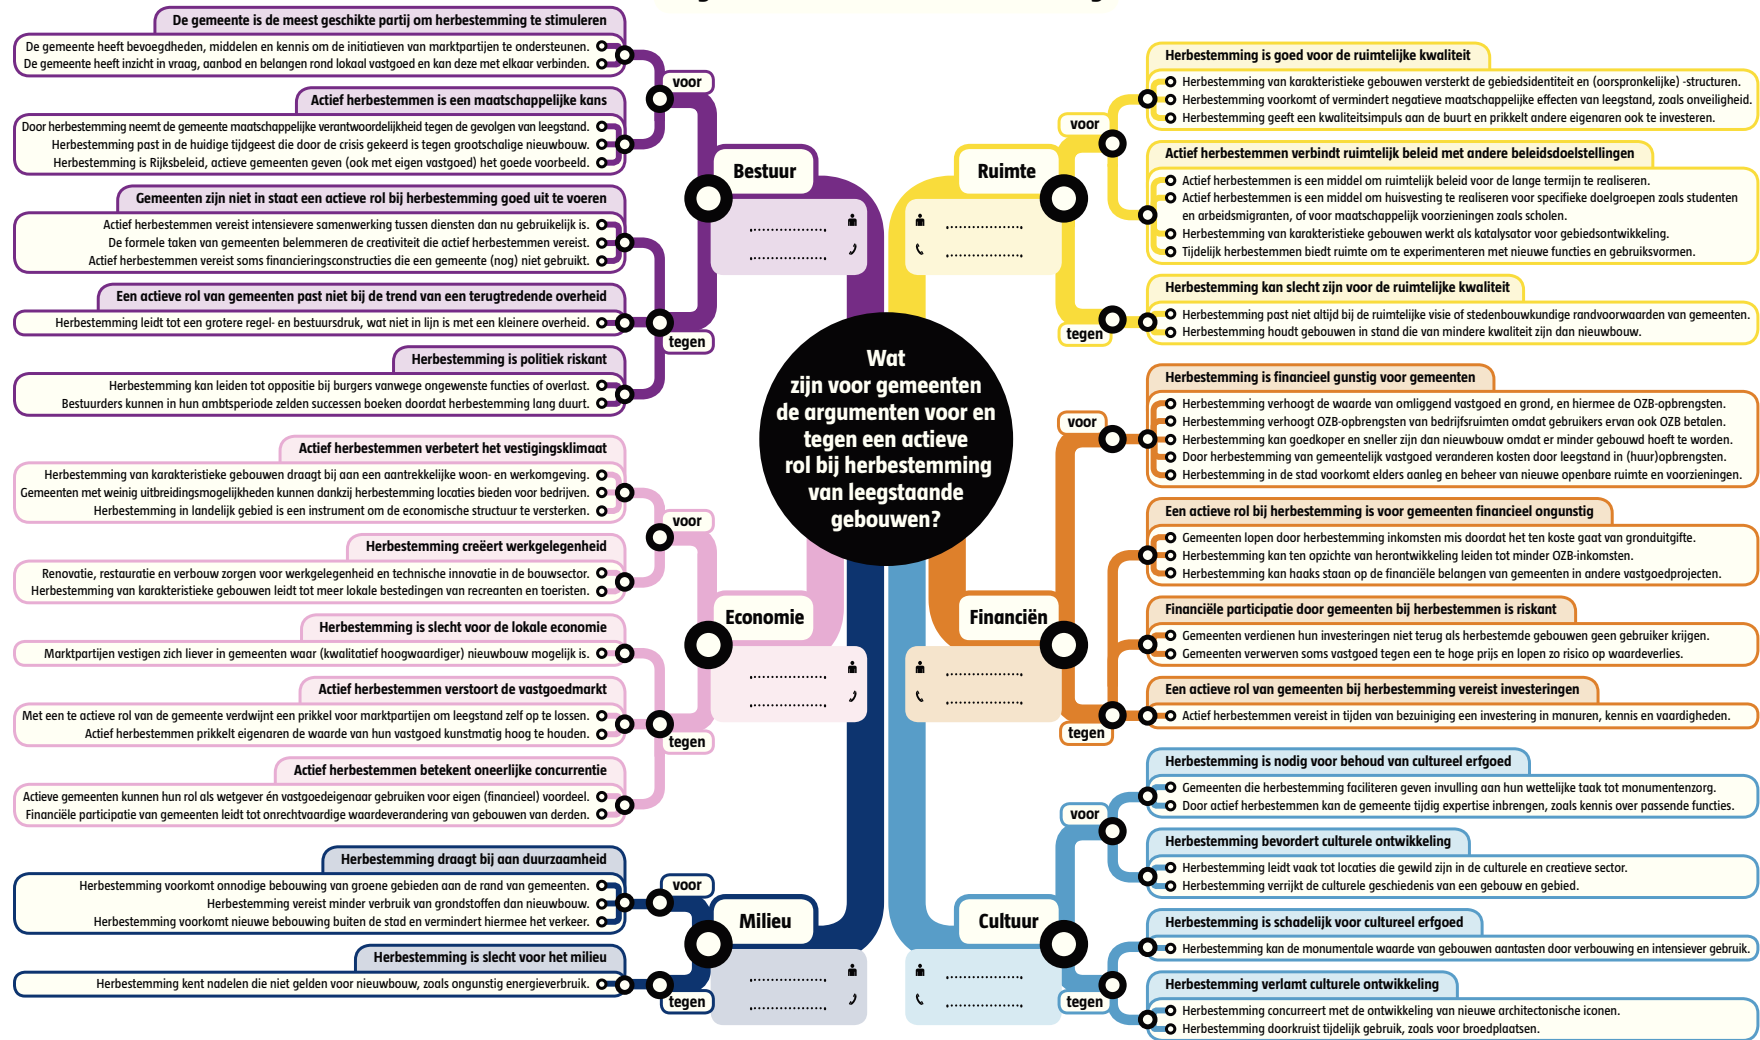 De gemeente is de meest geschikte partij om herbestemming te stimuleren
De gemeente heeft bevoegdheden, middelen en kennis om de initiatieven van marktpartijen te ondersteunen.
De gemeente heeft inzicht in vraag, aanbod en belangen rond lokaal vastgoed en kan deze met elkaar verbinden.
voor
Actief herbestemmen is een maatschappelijke kans
Door herbestemming neemt de gemeente maatschappelijke verantwoordelijkheid tegen de gevolgen van leegstand.
Herbestemming past in de huidige tijdgeest die door de crisis gekeerd is tegen grootschalige nieuwbouw.
Herbestemming is Rijksbeleid, actieve gemeenten geven (ook met eigen vastgoed) het goede voorbeeld.
Bestuur
Gemeenten zijn niet in staat een actieve rol bij herbestemming goed uit te voeren
Actief herbestemmen vereist intensievere samenwerking tussen diensten dan nu gebruikelijk is.
De formele taken van gemeenten belemmeren de creativiteit die actief herbestemmen vereist.
Actief herbestemmen vereist soms financieringsconstructies die een gemeente (nog) niet gebruikt.
Een actieve rol van gemeenten past niet bij de trend van een terugtredende overheid
Herbestemming leidt tot een grotere regel- en bestuursdruk, wat niet in lijn is met een kleinere overheid.
tegen
Herbestemming is politiek riskant
Herbestemming kan leiden tot oppositie bij burgers vanwege ongewenste functies of overlast.
Bestuurders kunnen in hun ambtsperiode zelden successen boeken doordat herbestemming lang duurt.
Actief herbestemmen verbetert het vestigingsklimaat
Herbestemming van karakteristieke gebouwen draagt bij aan een aantrekkelijke woon- en werkomgeving.
Gemeenten met weinig uitbreidingsmogelijkheden kunnen dankzij herbestemming locaties bieden voor bedrijven.
Herbestemming in landelijk gebied is een instrument om de economische structuur te versterken.
voor
Herbestemming creëert werkgelegenheid
Renovatie, restauratie en verbouw zorgen voor werkgelegenheid en technische innovatie in de bouwsector.
Herbestemming van karakteristieke gebouwen leidt tot meer lokale bestedingen van recreanten en toeristen.
Economie
Herbestemming is slecht voor de lokale economie
Marktpartijen vestigen zich liever in gemeenten waar (kwalitatief hoogwaardiger) nieuwbouw mogelijk is.
Actief herbestemmen verstoort de vastgoedmarkt
Met een te actieve rol van de gemeente verdwijnt een prikkel voor marktpartijen om leegstand zelf op te lossen.
Actief herbestemmen prikkelt eigenaren de waarde van hun vastgoed kunstmatig hoog te houden.
tegen
Actief herbestemmen betekent oneerlijke concurrentie
Actieve gemeenten kunnen hun rol als wetgever én vastgoedeigenaar gebruiken voor eigen (financieel) voordeel.
Financiële participatie van gemeenten leidt tot onrechtvaardige waardeverandering van gebouwen van derden.
Herbestemming draagt bij aan duurzaamheid
Herbestemming voorkomt onnodige bebouwing van groene gebieden aan de rand van gemeenten.
Herbestemming vereist minder verbruik van grondstoffen dan nieuwbouw.
Herbestemming voorkomt nieuwe bebouwing buiten de stad en vermindert hiermee het verkeer.
voor
Milieu
Herbestemming is slecht voor het milieu
Herbestemming kent nadelen die niet gelden voor nieuwbouw, zoals ongunstig energieverbruik.
tegen
Wat
zijn voor gemeenten
de argumenten voor en
tegen een actieve
rol bij herbestemming
van leegstaande
gebouwen?
Herbestemming is goed voor de ruimtelijke kwaliteit
Herbestemming van karakteristieke gebouwen versterkt de gebiedsidentiteit en (oorspronkelijke) -structuren.
Herbestemming voorkomt of vermindert negatieve maatschappelijke effecten van leegstand, zoals onveiligheid.
Herbestemming geeft een kwaliteitsimpuls aan de buurt en prikkelt andere eigenaren ook te investeren.
voor
Actief herbestemmen verbindt ruimtelijk beleid met andere beleidsdoelstellingen
Actief herbestemmen is een middel om ruimtelijk beleid voor de lange termijn te realiseren.
Actief herbestemmen is een middel om huisvesting te realiseren voor specifieke doelgroepen zoals studenten
en arbeidsmigranten, of voor maatschappelijk voorzieningen zoals scholen.
Herbestemming van karakteristieke gebouwen werkt als katalysator voor gebiedsontwikkeling.
Tijdelijk herbestemmen biedt ruimte om te experimenteren met nieuwe functies en gebruiksvormen.
Ruimte
Herbestemming kan slecht zijn voor de ruimtelijke kwaliteit
Herbestemming past niet altijd bij de ruimtelijke visie of stedenbouwkundige randvoorwaarden van gemeenten.
Herbestemming houdt gebouwen in stand die van mindere kwaliteit zijn dan nieuwbouw.
tegen
Herbestemming is financieel gunstig voor gemeenten
Herbestemming verhoogt de waarde van omliggend vastgoed en grond, en hiermee de OZB-opbrengsten.
Herbestemming verhoogt OZB-opbrengsten van bedrijfsruimten omdat gebruikers ervan ook OZB betalen.
Herbestemming kan goedkoper en sneller zijn dan nieuwbouw omdat er minder gebouwd hoeft te worden.
Door herbestemming van gemeentelijk vastgoed veranderen kosten door leegstand in (huur)opbrengsten.
Herbestemming in de stad voorkomt elders aanleg en beheer van nieuwe openbare ruimte en voorzieningen.
voor
Een actieve rol bij herbestemming is voor gemeenten financieel ongunstig
Gemeenten lopen door herbestemming inkomsten mis doordat het ten koste gaat van gronduitgifte.
Herbestemming kan ten opzichte van herontwikkeling leiden tot minder OZB-inkomsten.
Herbestemming kan haaks staan op de financiële belangen van gemeenten in andere vastgoedprojecten.
Financiën
Financiële participatie door gemeenten bij herbestemmen is riskant
Gemeenten verdienen hun investeringen niet terug als herbestemde gebouwen geen gebruiker krijgen.
Gemeenten verwerven soms vastgoed tegen een te hoge prijs en lopen zo risico op waardeverlies.
Een actieve rol van gemeenten bij herbestemming vereist investeringen
Actief herbestemmen vereist in tijden van bezuiniging een investering in manuren, kennis en vaardigheden.
tegen
Herbestemming is nodig voor behoud van cultureel erfgoed
Gemeenten die herbestemming faciliteren geven invulling aan hun wettelijke taak tot monumentenzorg.
Door actief herbestemmen kan de gemeente tijdig expertise inbrengen, zoals kennis over passende functies.
voor
Herbestemming bevordert culturele ontwikkeling
Herbestemming leidt vaak tot locaties die gewild zijn in de culturele en creatieve sector.
Herbestemming verrijkt de culturele geschiedenis van een gebouw en gebied.
Cultuur
Herbestemming is schadelijk voor cultureel erfgoed
Herbestemming kan de monumentale waarde van gebouwen aantasten door verbouwing en intensiever gebruik.
Herbestemming verlamt culturele ontwikkeling
tegen
Herbestemming concurreert met de ontwikkeling van nieuwe architectonische iconen.
Herbestemming doorkruist tijdelijk gebruik, zoals voor broedplaatsen.